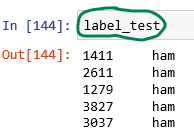 In [144]: label_test
Out[144]:
1411 ham
2611 ham
1279 ham
3827 ham
3037 ham